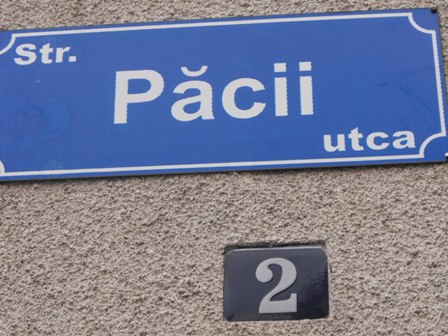 Str.
Păcii
utca
2